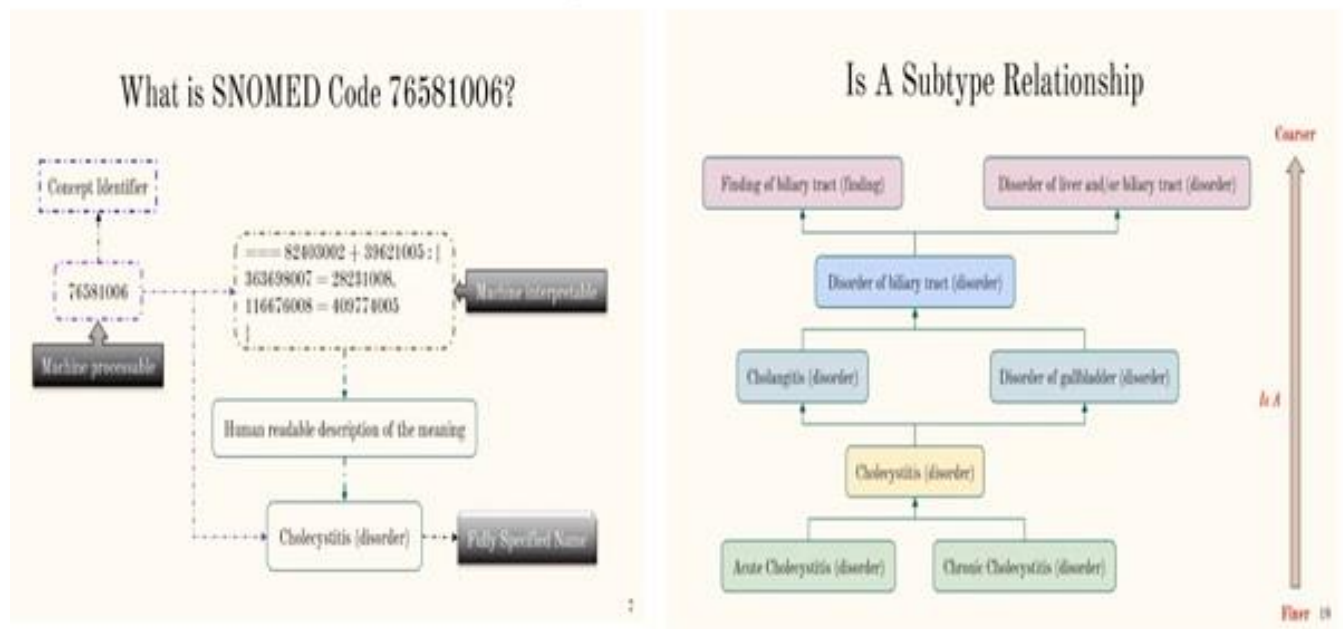 What is SNOMED Code 76581006?
Concept Identifier
76581006
Machine processable
=== 82403002 + 39621005 : {
363698007 = 28231008,
116676008 = 409774005
}
Machine interpretable
Human readable description of the meaning
Cholecystitis (disorder)
Fully Specified Name
7
Is A Subtype Relationship
Coarser
Finding of biliary tract (finding)
Disorder of liver and/or biliary tract (disorder)
Disorder of biliary tract (disorder)
Cholangitis (disorder)
Disorder of gallbladder (disorder)
Is A
Cholecystitis (disorder)
Acute Cholecystitis (disorder)
Chronic Cholecystitis (disorder)
Finer